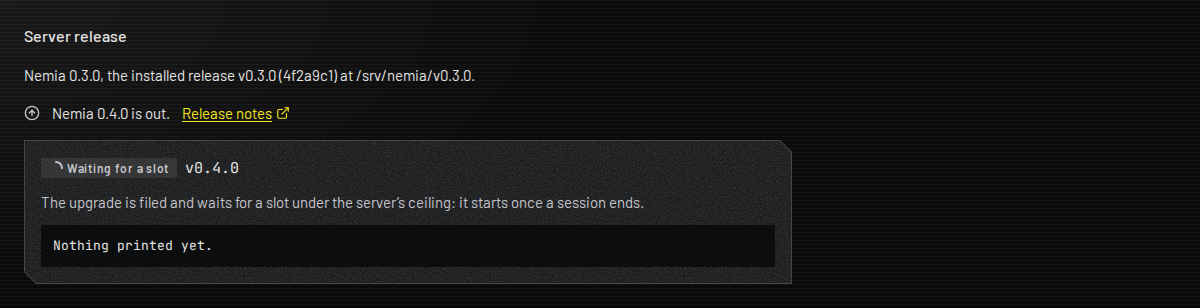 Server release
Nemia 0.3.0, the installed release v0.3.0 (4f2a9c1) at /srv/nemia/v0.3.0.
Nemia 0.4.0 is out. Release notes
Waiting for a slot v0.4.0
The upgrade is filed and waits for a slot under the server’s ceiling: it starts once a session ends.
Nothing printed yet.